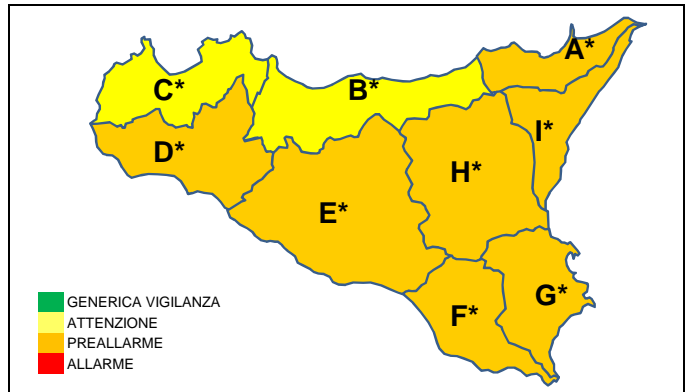 A*
B*
C*
I*
D*
H*
E*
G*
F*
GENERICA VIGILANZA
ATTENZIONE
PREALLARME
ALLARME